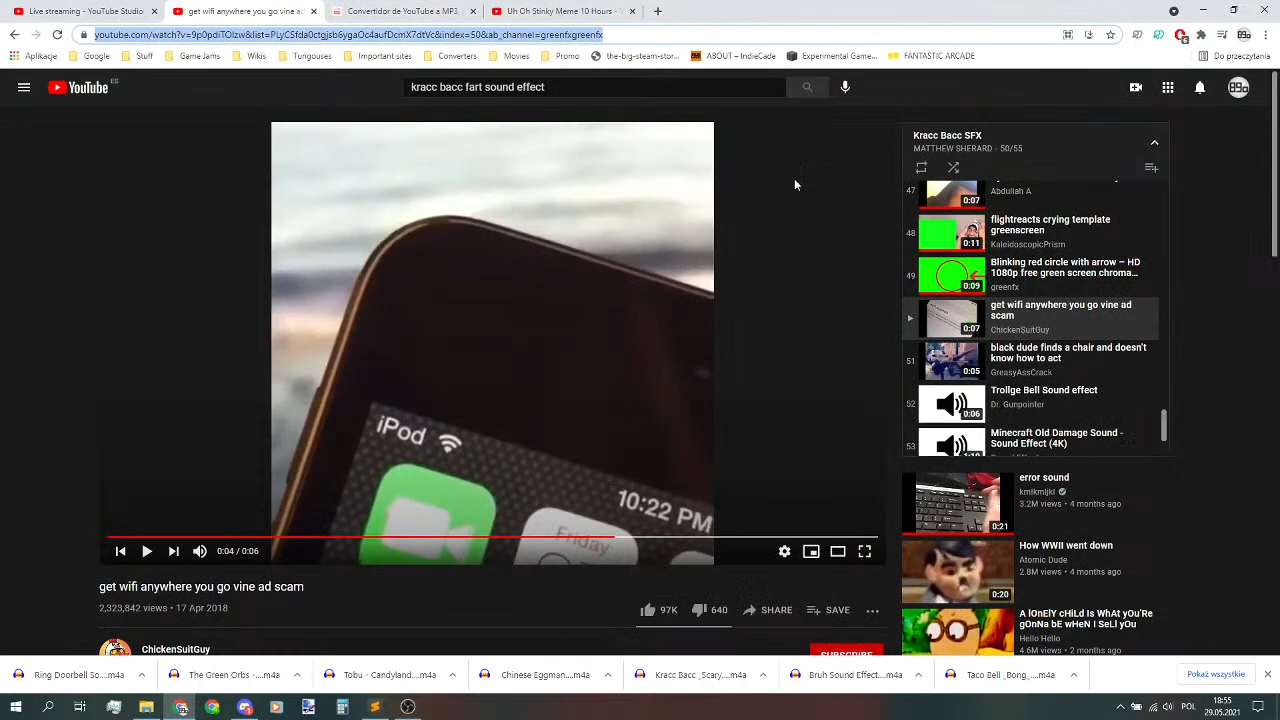 Live streaming - YouTube Studio
get wifi anywhere you go vine ad
Convertidor de YouTube a MP3,
Uh Oh Stinky Meme 10 Hours - Y
youtube.com/watch?v=9p0pdiTOlzw&list=PLyCSfda0ctgjsb6ygaOc4aufDcmX7dtVc&index=50&ab_channel=greenfxgreenfx
Aplikacje
Google
Stuff
Game Jams
Wikis
Tungouses
Important sites
Converters
Movies
Promo
the-big-steam-stor...
ABOUT – IndieCade
Experimental Game...
FANTASTIC ARCADE
Do przeczytania
YouTube ES
kracc bacc fart sound effect
89o
iPod
10:22 PM
Friday
0:04 / 0:06
get wifi anywhere you go vine ad scam
2,323,842 views • 17 Apr 2018
97K
640
SHARE
SAVE
ChickenSuitGuy
SUBSCRIBE
Kracc Bacc SFX
MATTHEW SHERARD - 50/55
47
0:07
Abdullah A
48
0:11
flightreacts crying template
greenscreen
KaleidoscopicPrism
49
0:09
Blinking red circle with arrow – HD
1080p free green screen chroma...
greenfx
0:07
get wifi anywhere you go vine ad
scam
ChickenSuitGuy
51
0:05
black dude finds a chair and doesn't
know how to act
GreasyAssCrack
52
0:06
Trollge Bell Sound effect
Dr. Gunpointer
53
Minecraft Old Damage Sound -
Sound Effect (4K)
0:21
error sound
kmlkmljkl
3.2M views • 4 months ago
0:20
How WWII went down
Atomic Dude
2.8M views • 4 months ago
A lOnElY cHiLd Is WhAt yOu'Re
gOnNa bE wHeN I SeLl yOu
Hello Hello
4.6M views • 2 months ago
Ring Doorbell So....m4a
The Green Orbs -....m4a
Tobu - Candyland....m4a
Chinese Eggman....m4a
Kracc Bacc _Scary....m4a
Bruh Sound Effect....m4a
Taco Bell _Bong_....m4a
Pokaż wszystkie
18:55
29.05.2021